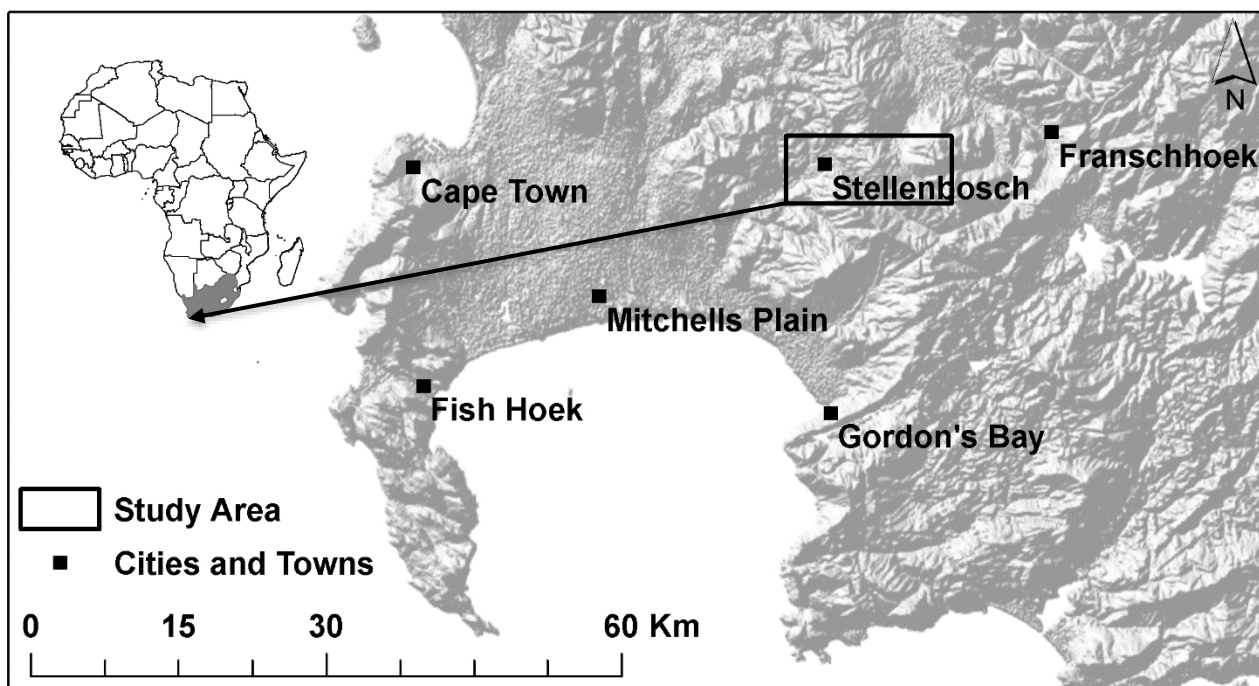 N
Franschhoek
Cape Town
Stellenbosch
Mitchells Plain
Fish Hoek
Gordon's Bay
Study Area
Cities and Towns
0 15 30 60 Km